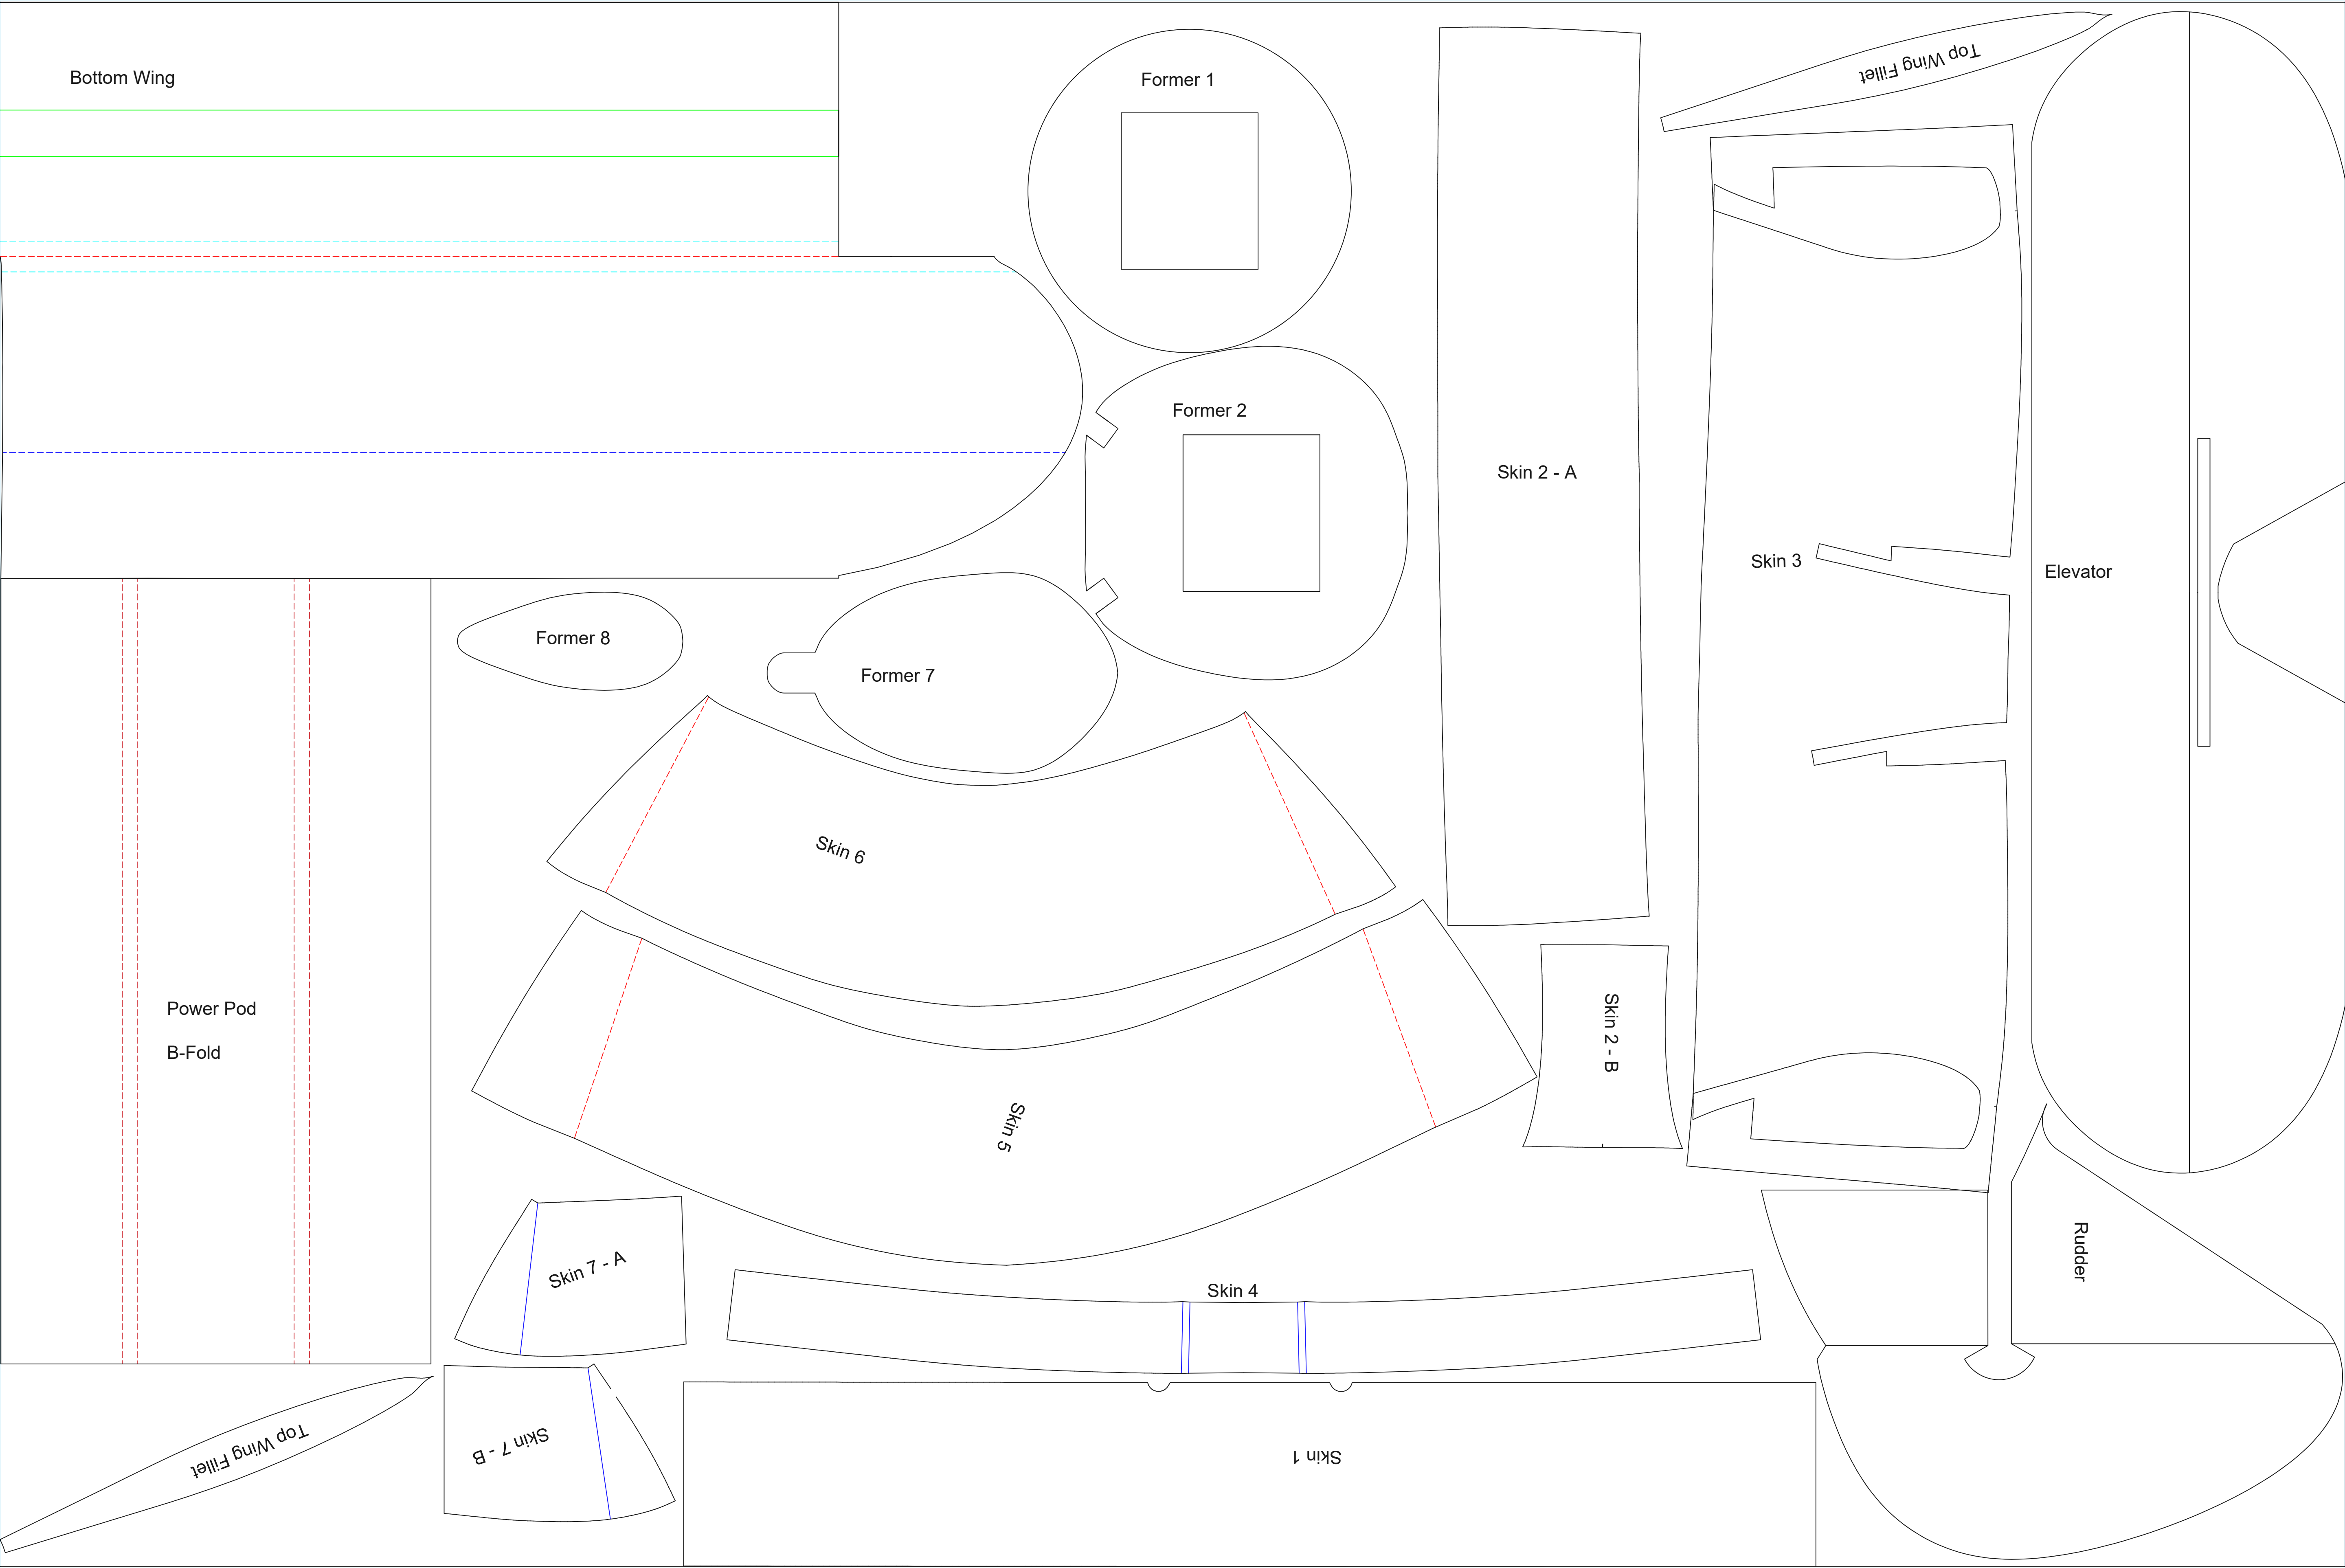 Bottom Wing
Former 1
Top Wing Fillet
Former 2
Skin 2 - A
Skin 3
Elevator
Former 8
Former 7
Skin 6
Power Pod
B-Fold
Skin 2 - B
Skin 5
Skin 7 - A
Rudder
Skin 4
Top Wing Fillet
Skin 7 - B
Skin 1